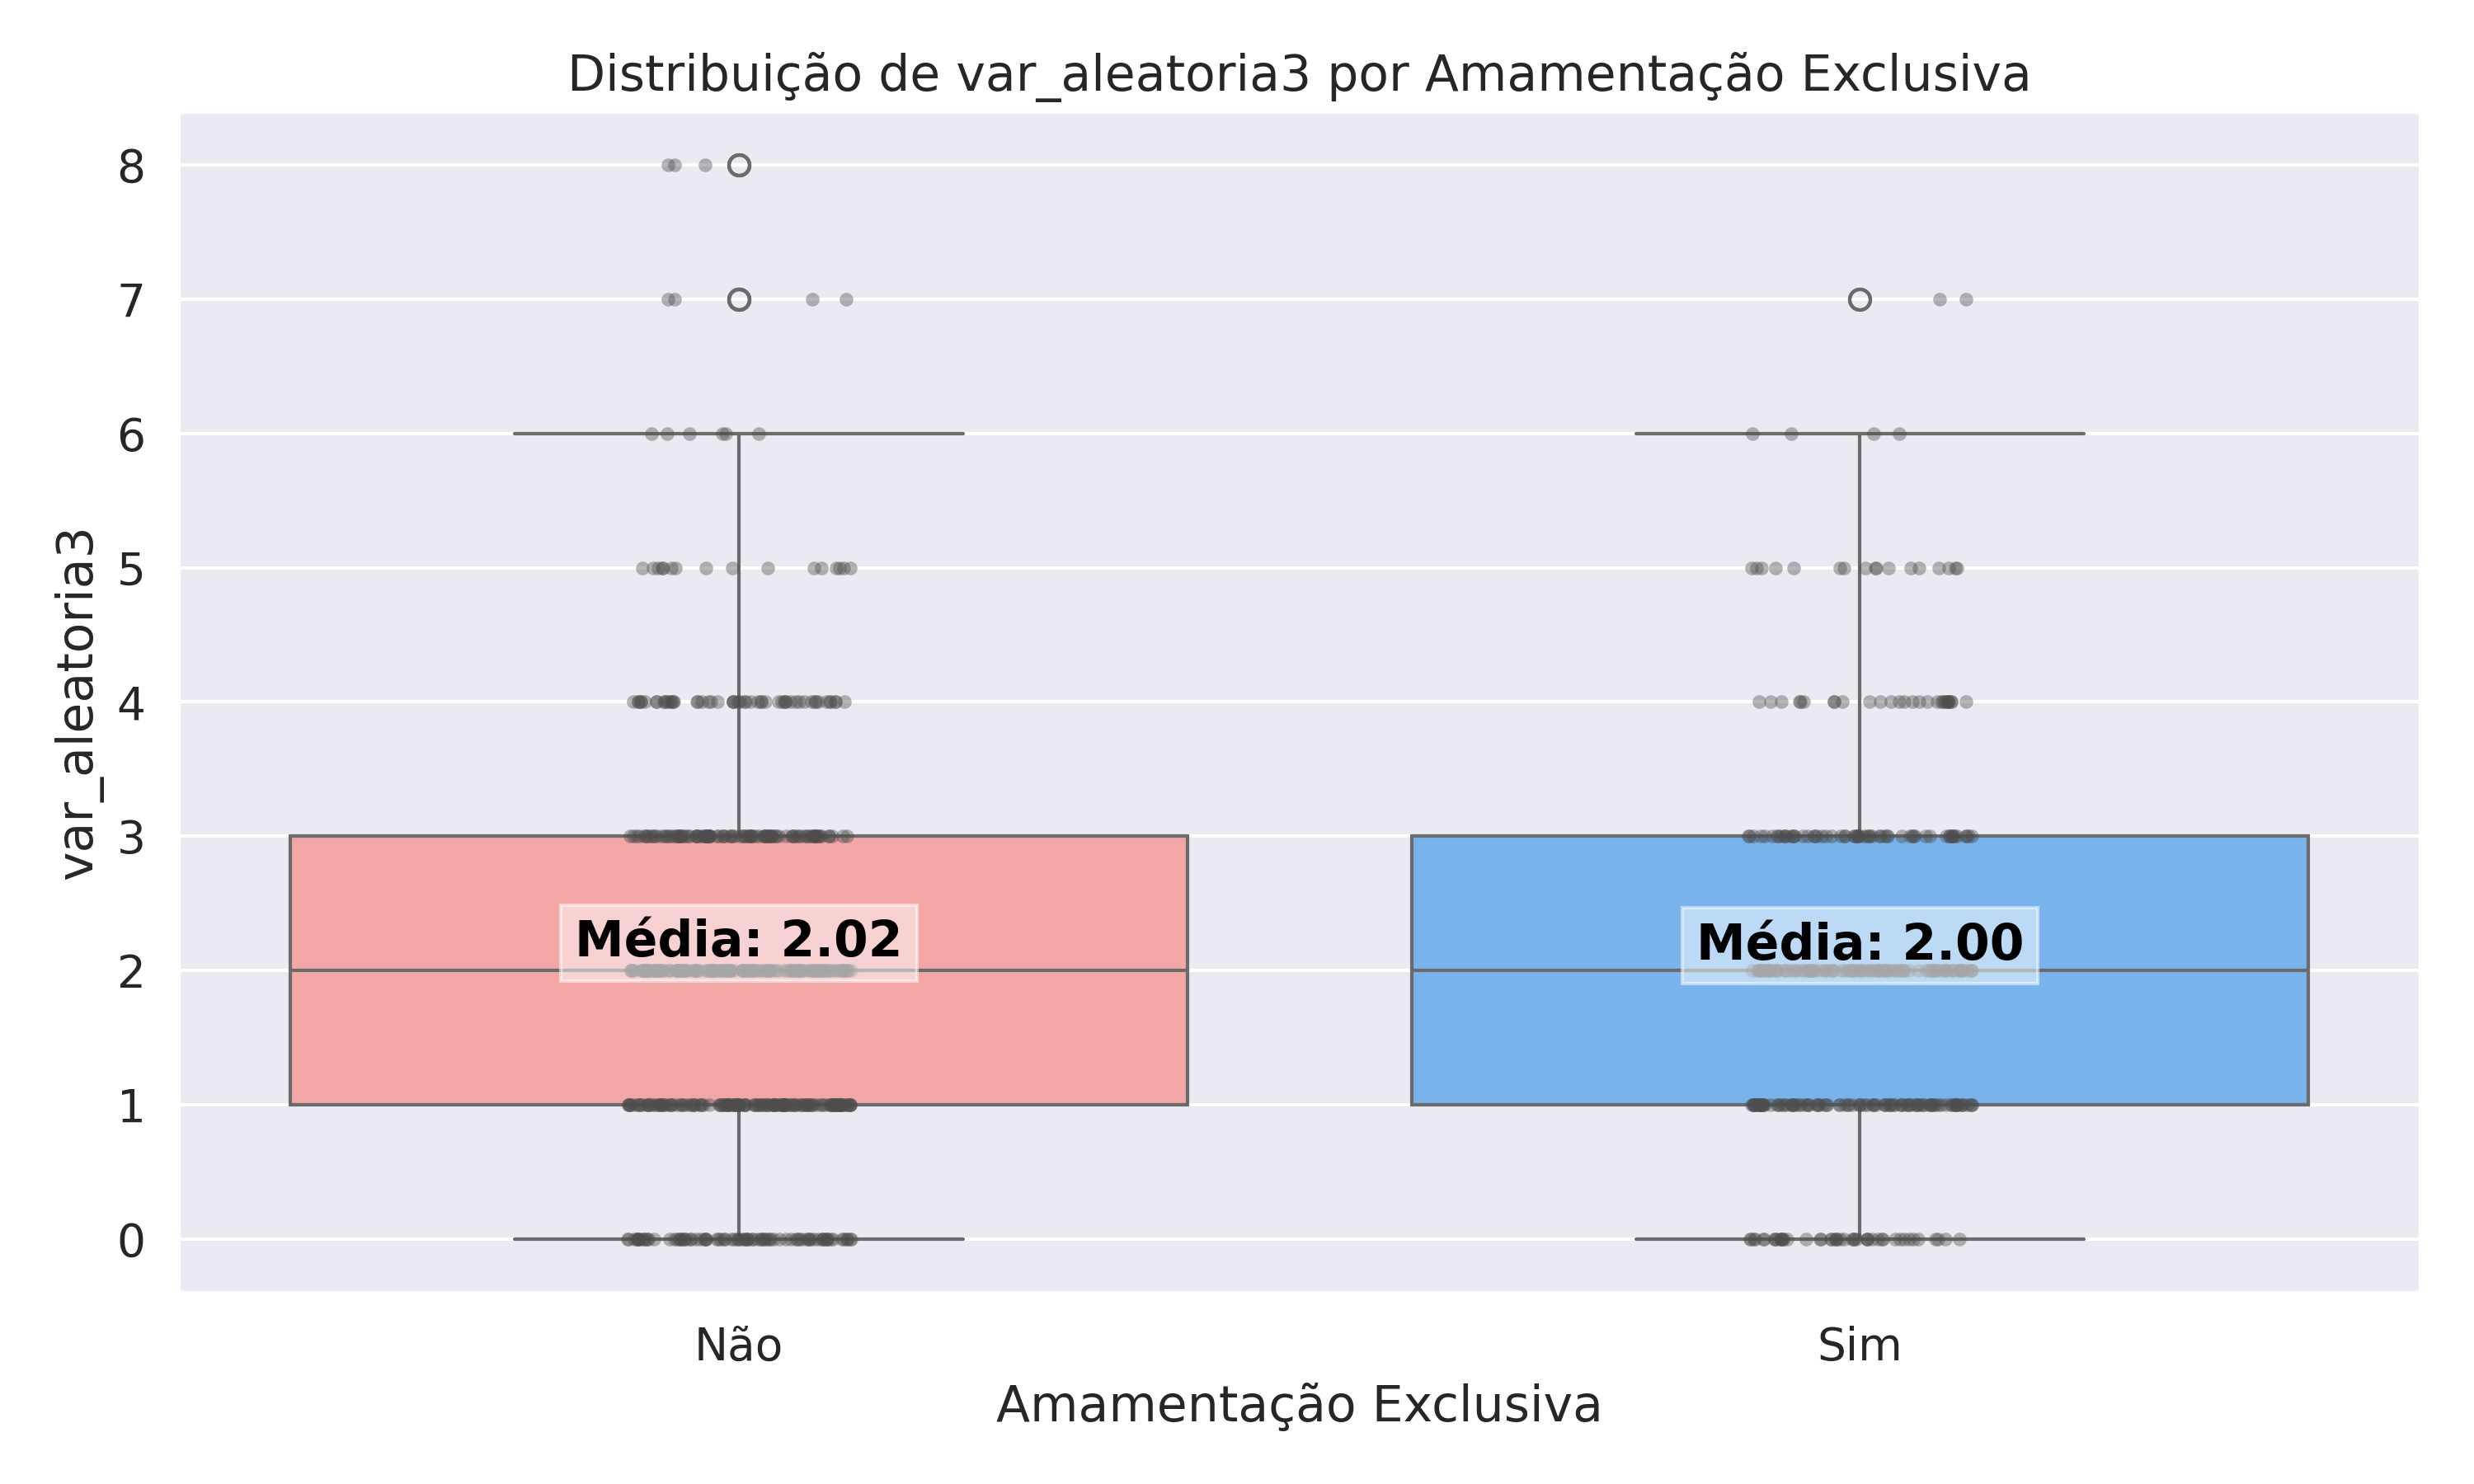 Distribuição de var_aleatoria3 por Amamentação Exclusiva
8
7
6
5
4
3
2
1
0
var_aleatoria3
Média: 2.02
Média: 2.00
Não
Sim
Amamentação Exclusiva